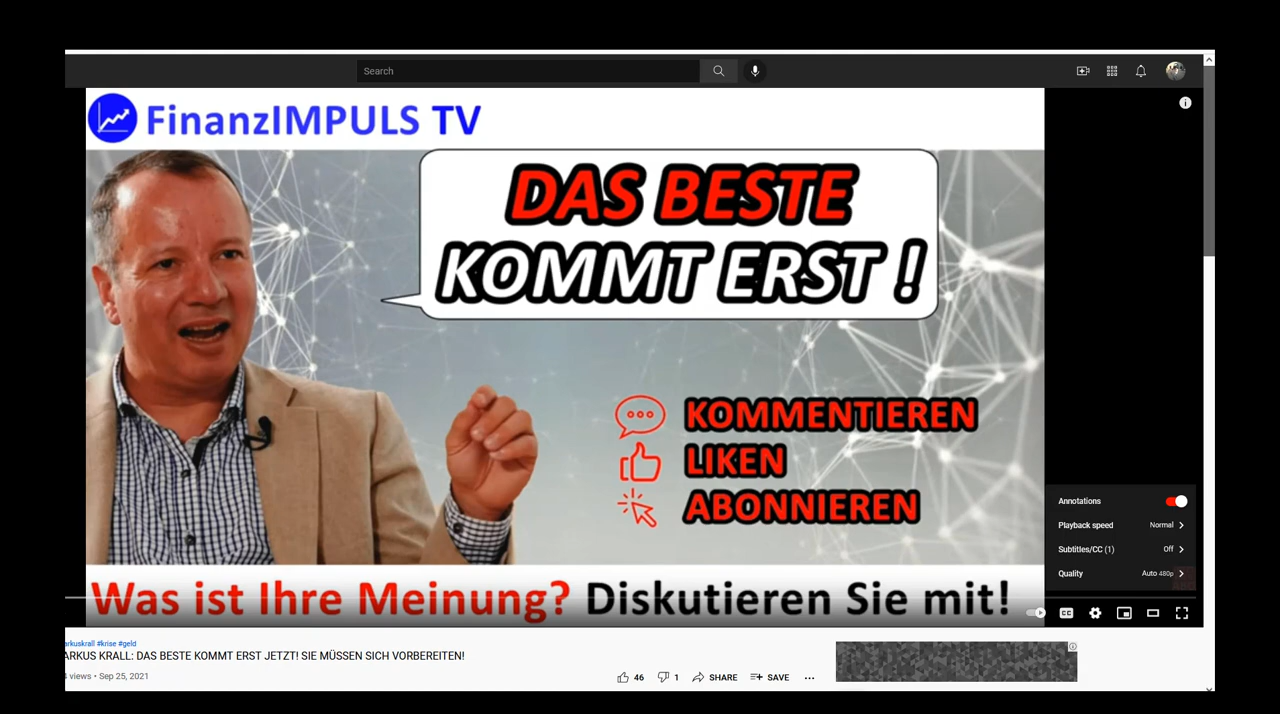 Search
FinanzIMPULS TV
DAS BESTE
KOMMT ERST !
KOMMENTIEREN
LIKEN
ABONNIEREN
Annotations
Playback speed Normal
Subtitles/CC (1) Off
Quality Auto 480p
Was ist Ihre Meinung? Diskutieren Sie mit!
CC
arkuskrall #krise #geld
ARKUS KRALL: DAS BESTE KOMMT ERST JETZT! SIE MÜSSEN SICH VORBEREITEN!
views • Sep 25, 2021
46 1 SHARE SAVE